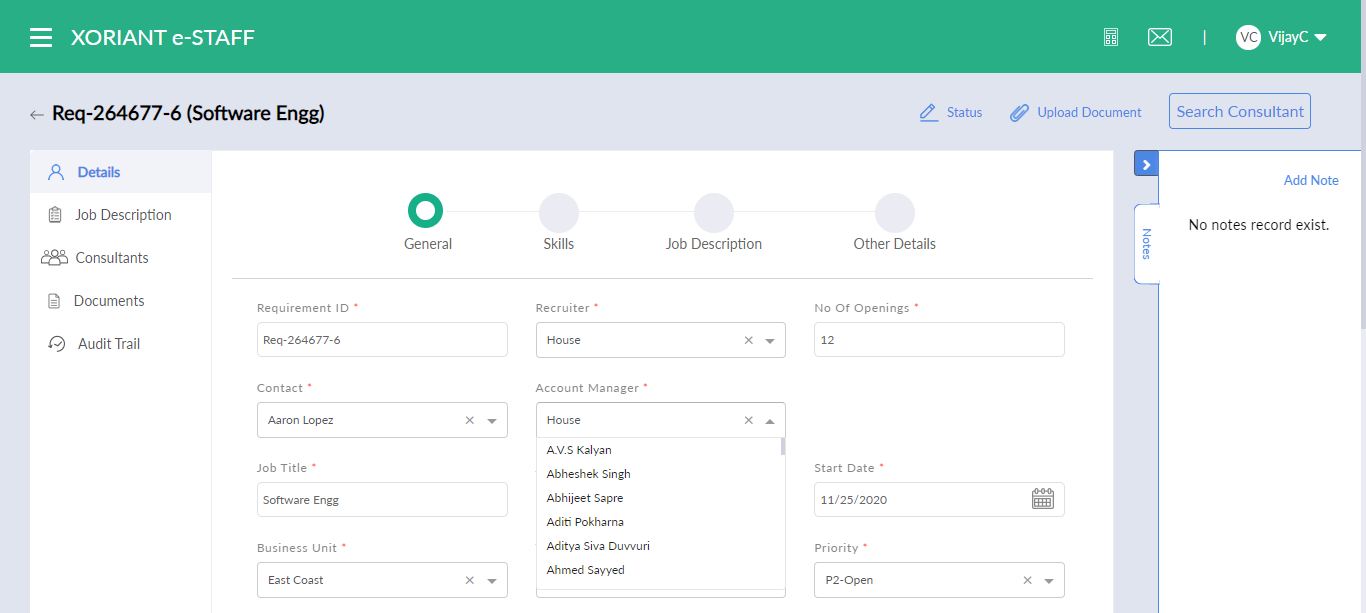 XORIANT e-STAFF
|
VC VijayC
Req-264677-6 (Software Engg)
Status
Upload Document
Search Consultant
Details
Job Description
Consultants
Documents
Audit Trail
General
Skills
Job Description
Other Details
Requirement ID *
Recruiter *
No Of Openings *
Req-264677-6
House
12
Contact *
Account Manager *
Aaron Lopez
House
A.V.S Kalyan
Abheshek Singh
Abhijeet Sapre
Aditi Pokharna
Aditya Siva Duvvuri
Ahmed Sayyed
Job Title *
Start Date *
Software Engg
11/25/2020
Business Unit *
Priority *
East Coast
P2-Open
Add Note
Notes
No notes record exist.